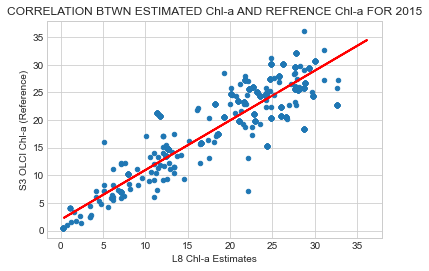 CORRELATION BTWN ESTIMATED Chl-a AND REFRENCE Chl-a FOR 2015
35
30
25
20
15
10
5
0
S3 OLCI Chl-a (Reference)
0 5 10 15 20 25 30 35
L8 Chl-a Estimates